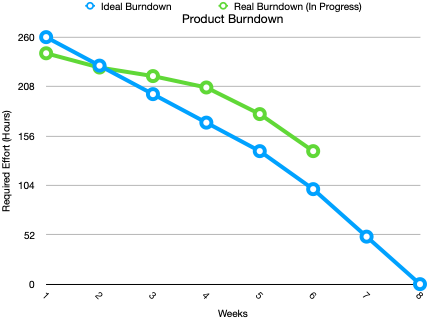 Ideal Burndown Real Burndown (In Progress)
Product Burndown
Required Effort (Hours)
260
208
156
104
52
0
1 2 3 4 5 6 7 8
Weeks